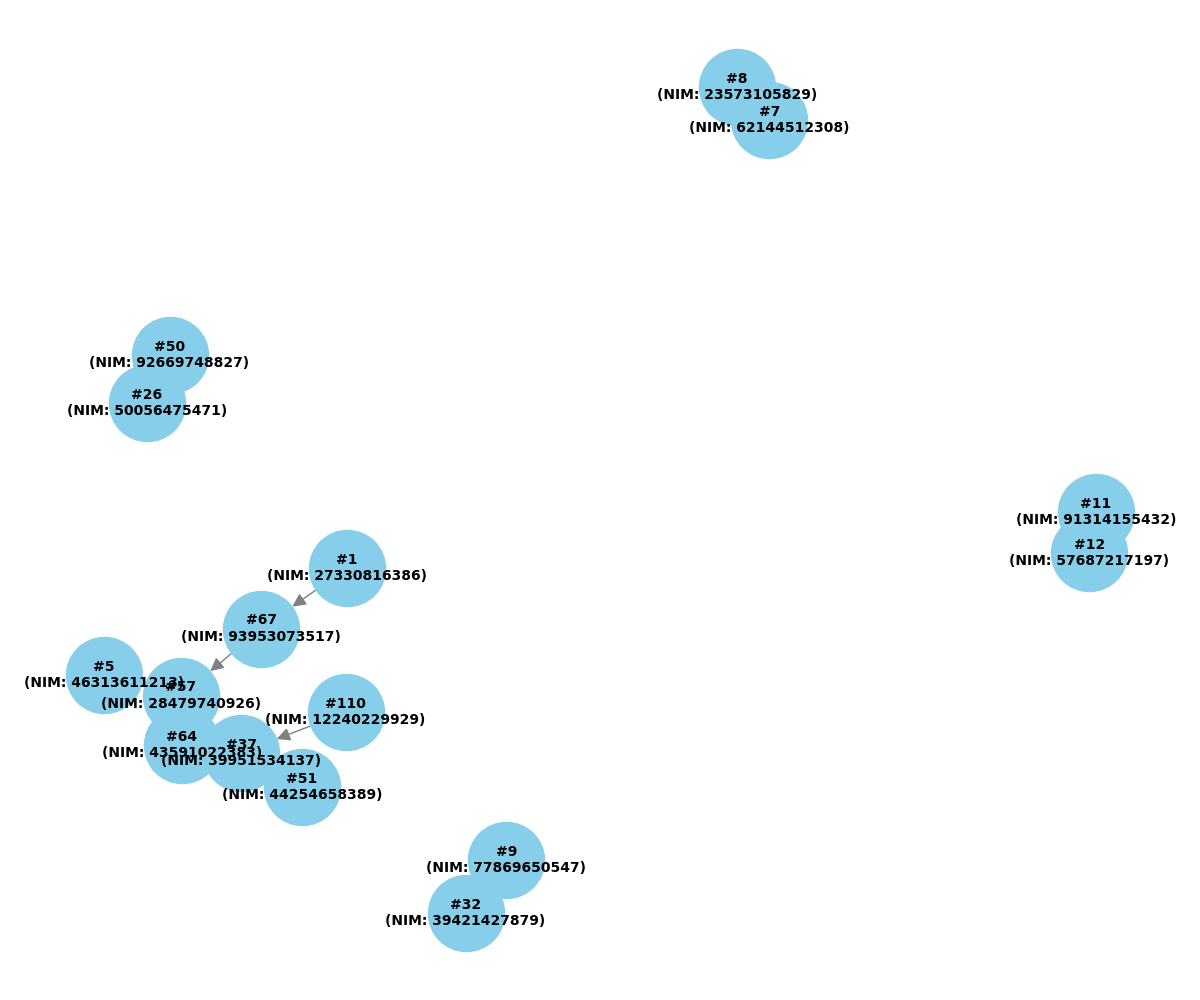 #8
(NIM: 23573105829)
#7
(NIM: 62144512308)
#50
(NIM: 92669748827)
#26
(NIM: 50056475471)
#11
(NIM: 91314155432)
#12
(NIM: 57687217197)
#1
(NIM: 27330816386)
#67
(NIM: 93953073517)
#5
(NIM: 46313611213)
(NIM: 28479740926)
#110
(NIM: 12240229929)
#64
(NIM: 43591022383)
#37
(NIM: 39951534137)
#51
(NIM: 44254658389)
#9
(NIM: 77869650547)
#32
(NIM: 39421427879)